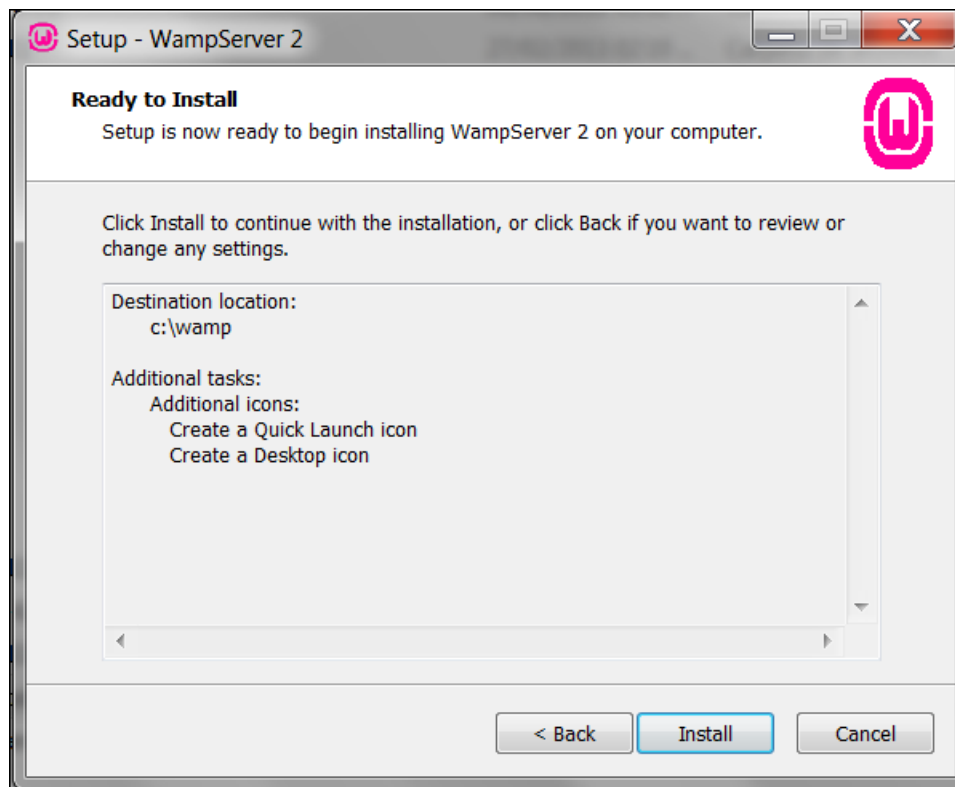 Setup - WampServer 2
Ready to Install
Setup is now ready to begin installing WampServer 2 on your computer.
Click Install to continue with the installation, or click Back if you want to review or
change any settings.
Destination location:
c:\wamp
Additional tasks:
Additional icons:
Create a Quick Launch icon
Create a Desktop icon
< Back
Install
Cancel